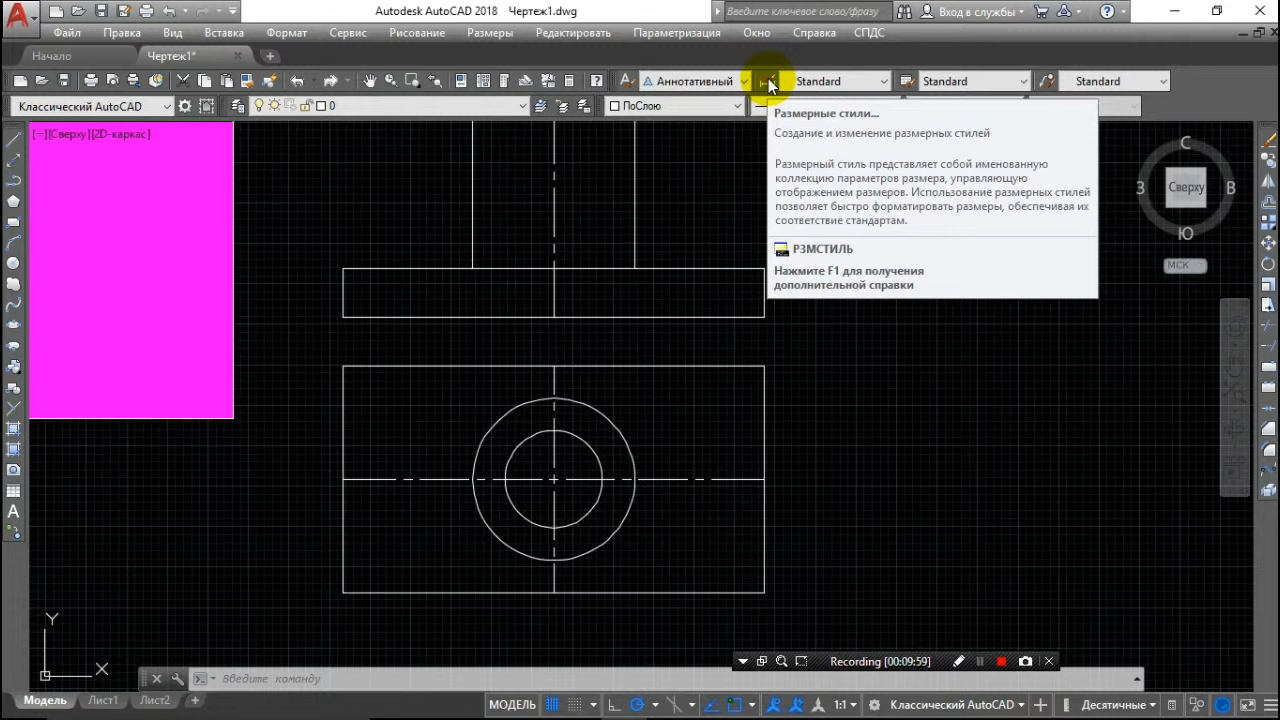 Autodesk AutoCAD 2018 Чертеж1.dwg
Введите ключевое слово/фразу
Вход в службы
Файл Правка Вид Вставка Формат Сервис Рисование Размеры Редактировать Параметризация Окно Справка СПДС
Начало
Чертеж1*
Аннотативный
Standard
Standard
Standard
Классический AutoCAD
0
ПоСлою
[−][Сверху][2D-каркас]
Размерные стили...
Создание и изменение размерных стилей
Размерный стиль представляет собой именованную
коллекцию параметров размера, управляющую
отображением размеров. Использование размерных стилей
позволяет быстро форматировать размеры, обеспечивая их
соответствие стандартам.
РЗМСТИЛЬ
Нажмите F1 для получения
дополнительной справки
С
З
Сверху
В
Ю
МСК
A
Y
X
Recording [00:09:59]
Введите команду
Модель Лист1 Лист2
МОДЕЛЬ
1:1
Классический AutoCAD
Десятичные